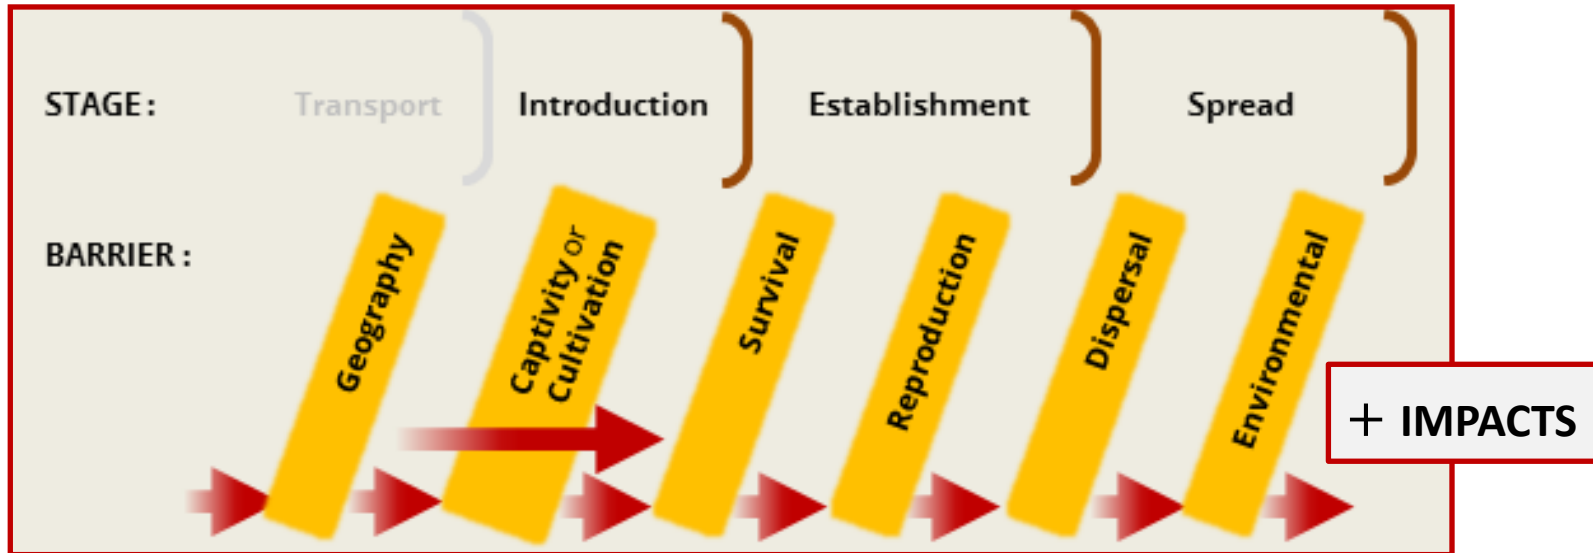 STAGE: Transport Introduction Establishment Spread
BARRIER:
Geography
Captivity or
Cultivation
Survival
Reproduction
Dispersal
Environmental
+ IMPACTS